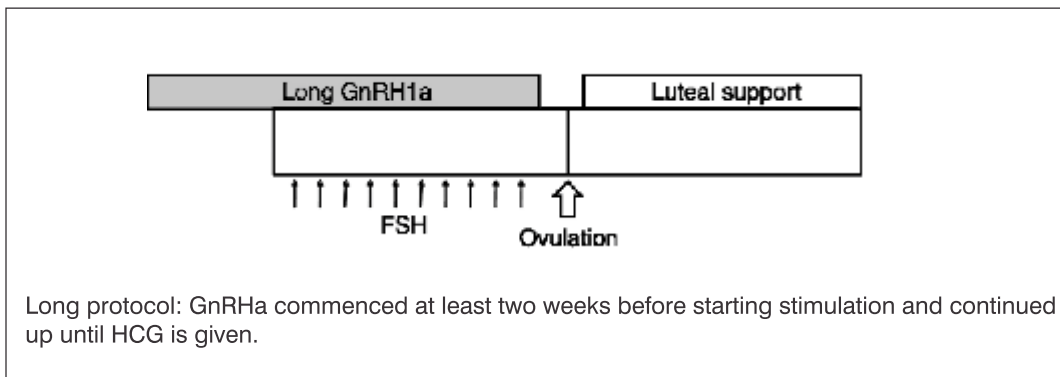 Long GnRH1a
Luteal support
FSH
Ovulation
Long protocol: GnRHa commenced at least two weeks before starting stimulation and continued
up until HCG is given.